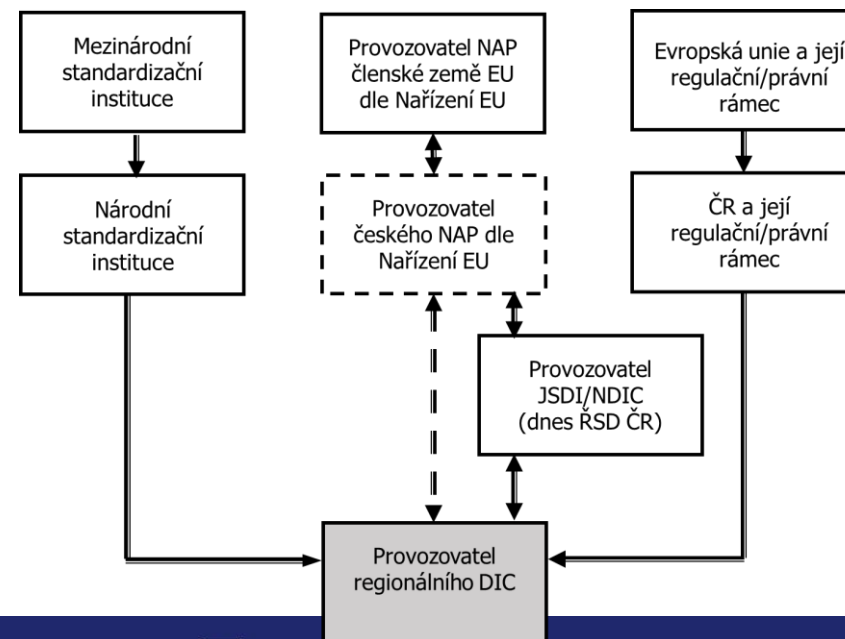 Mezinárodní
standardizační
instituce
Provozovatel NAP
členské země EU
dle Nařízení EU
Evropská unie a její
regulační/právní
rámec
Národní
standardizační
instituce
Provozovatel
českého NAP dle
Nařízení EU
ČR a její
regulační/právní
rámec
Provozovatel
JSDI/NDIC
(dnes ŘSD ČR)
Provozovatel
regionálního DIC